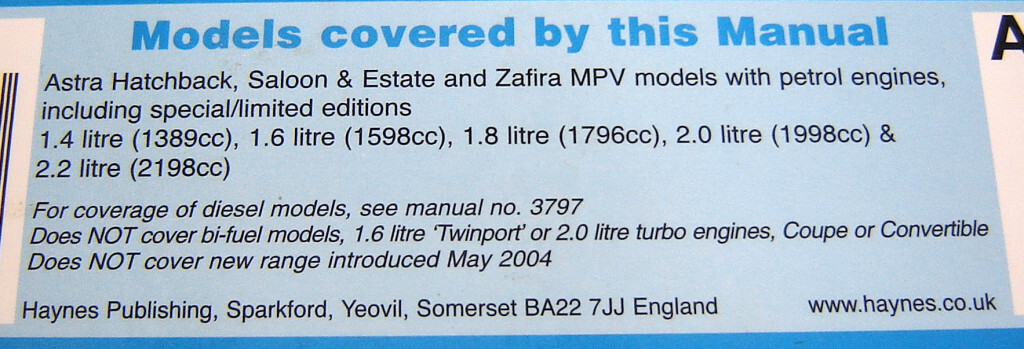 Models covered by this Manual
A
Astra Hatchback, Saloon & Estate and Zafira MPV models with petrol engines,
including special/limited editions
1.4 litre (1389cc), 1.6 litre (1598cc), 1.8 litre (1796cc), 2.0 litre (1998cc) &
2.2 litre (2198cc)
For coverage of diesel models, see manual no. 3797
Does NOT cover bi-fuel models, 1.6 litre ‘Twinport’ or 2.0 litre turbo engines, Coupe or Convertible
Does NOT cover new range introduced May 2004
Haynes Publishing, Sparkford, Yeovil, Somerset BA22 7JJ England www.haynes.co.uk